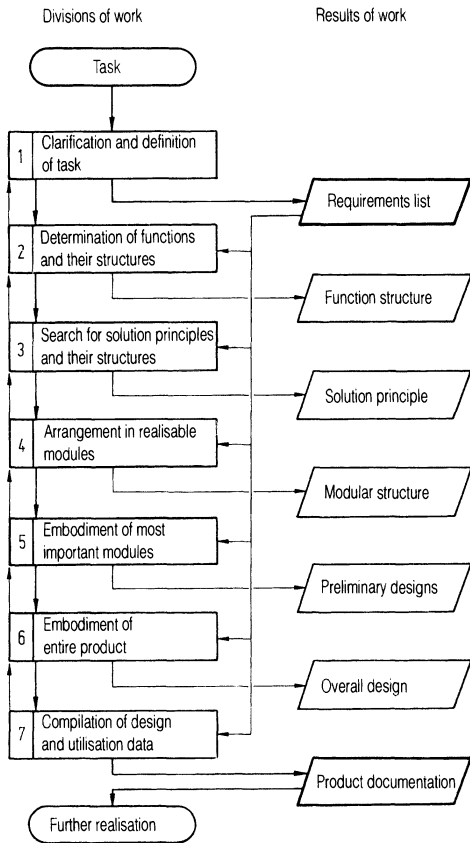 Divisions of work
Results of work
Task
1
Clarification and definition
of task
Requirements list
2
Determination of functions
and their structures
Function structure
3
Search for solution principles
and their structures
Solution principle
4
Arrangement in realisable
modules
Modular structure
5
Embodiment of most
important modules
Preliminary designs
6
Embodiment of
entire product
Overall design
7
Compilation of design
and utilisation data
Product documentation
Further realisation